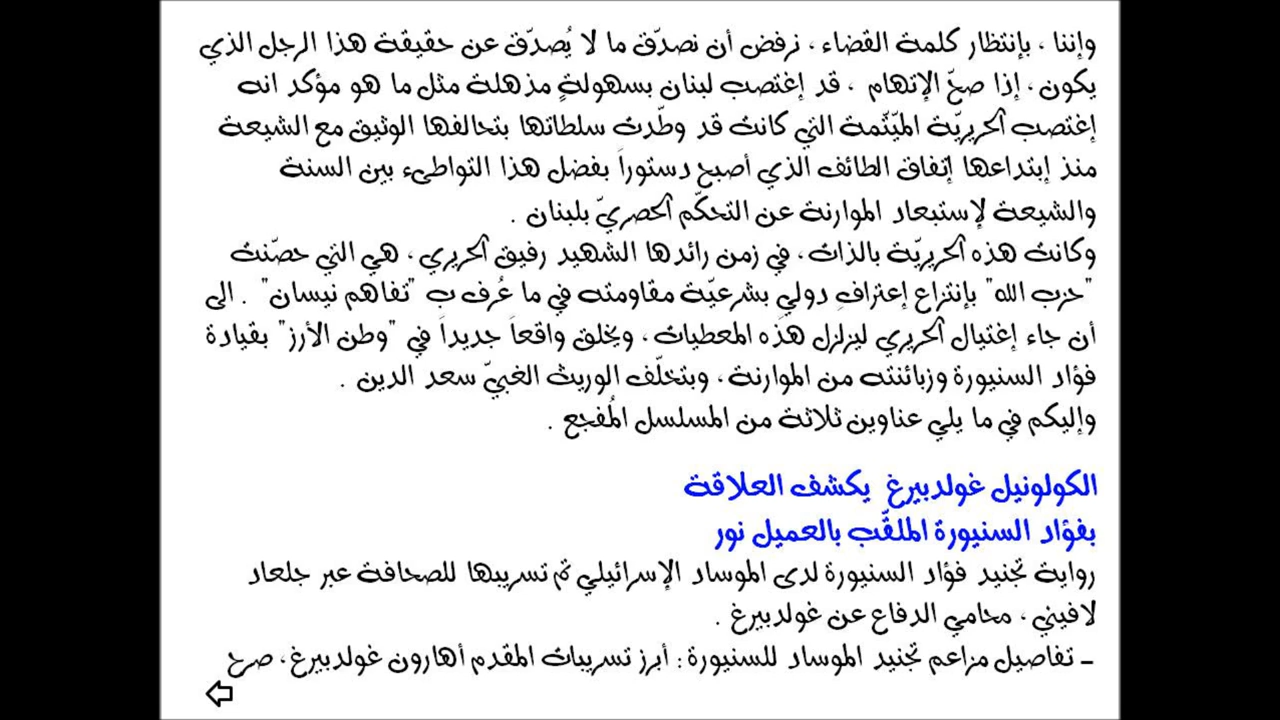 وإننا ، بإنتظار كلمة القضاء ، نرفض أن نصدّق ما لا يُصدّق عن حقيقة هذا الرجل الذي
يكون ، إذا صحّ الإتهام ، قد إغتصب لبنان بسهولةٍ مذهلة مثل ما هو مؤكد انه
إغتصب الحريريّة الميّتّمة التي كانت قد وطّدت سلطاتها بتحالفها الوثيق مع الشيعة
منذ إبتداعها إتفاق الطائف الذي أصبح دستوراً بفضل هذا التواطىء بين السنة
والشيعة لإستبعاد الموارنة عن التحكّم الحصريّ بلبنان .
وكانت هذه الحريريّة بالذات ، في زمن رائدها الشهيد رفيق الحريري ، هي التي حصّنت
"حرب الله" بإنتراع إعترافٍ دولي بشرعيّة مقاومته في ما عُرف ب "تفاهم نيسان" . الى
أن جاء إغتيال الحريري ليزلزل هذه المعطيات ، ويخلق واقعاً جديداً في "وطن الأرز" بقيادة
فؤاد السنيورة وزبائنته من الموارنة ، وبتخلّف الوريث الغبيّ سعد الدين .
وإليكم في ما يلي عناوين ثلاثة من المسلسل المُفجع .
الكولونيل غولدبيرغ يكشف العلاقة
بفؤاد السنيورة الملقّب بالعميل نور
رواية تجنيد فؤاد السنيورة لدى الموساد الإسرائيلي تم تسريبها للصحافة عبر جلعاد
لافيني ، محامي الدفاع عن غولدبيرغ .
- تفاصيل مزاعم تجنيد الموساد للسنيورة : أبرز تسريبات المقدم أهارون غولدبيرغ ، صرح